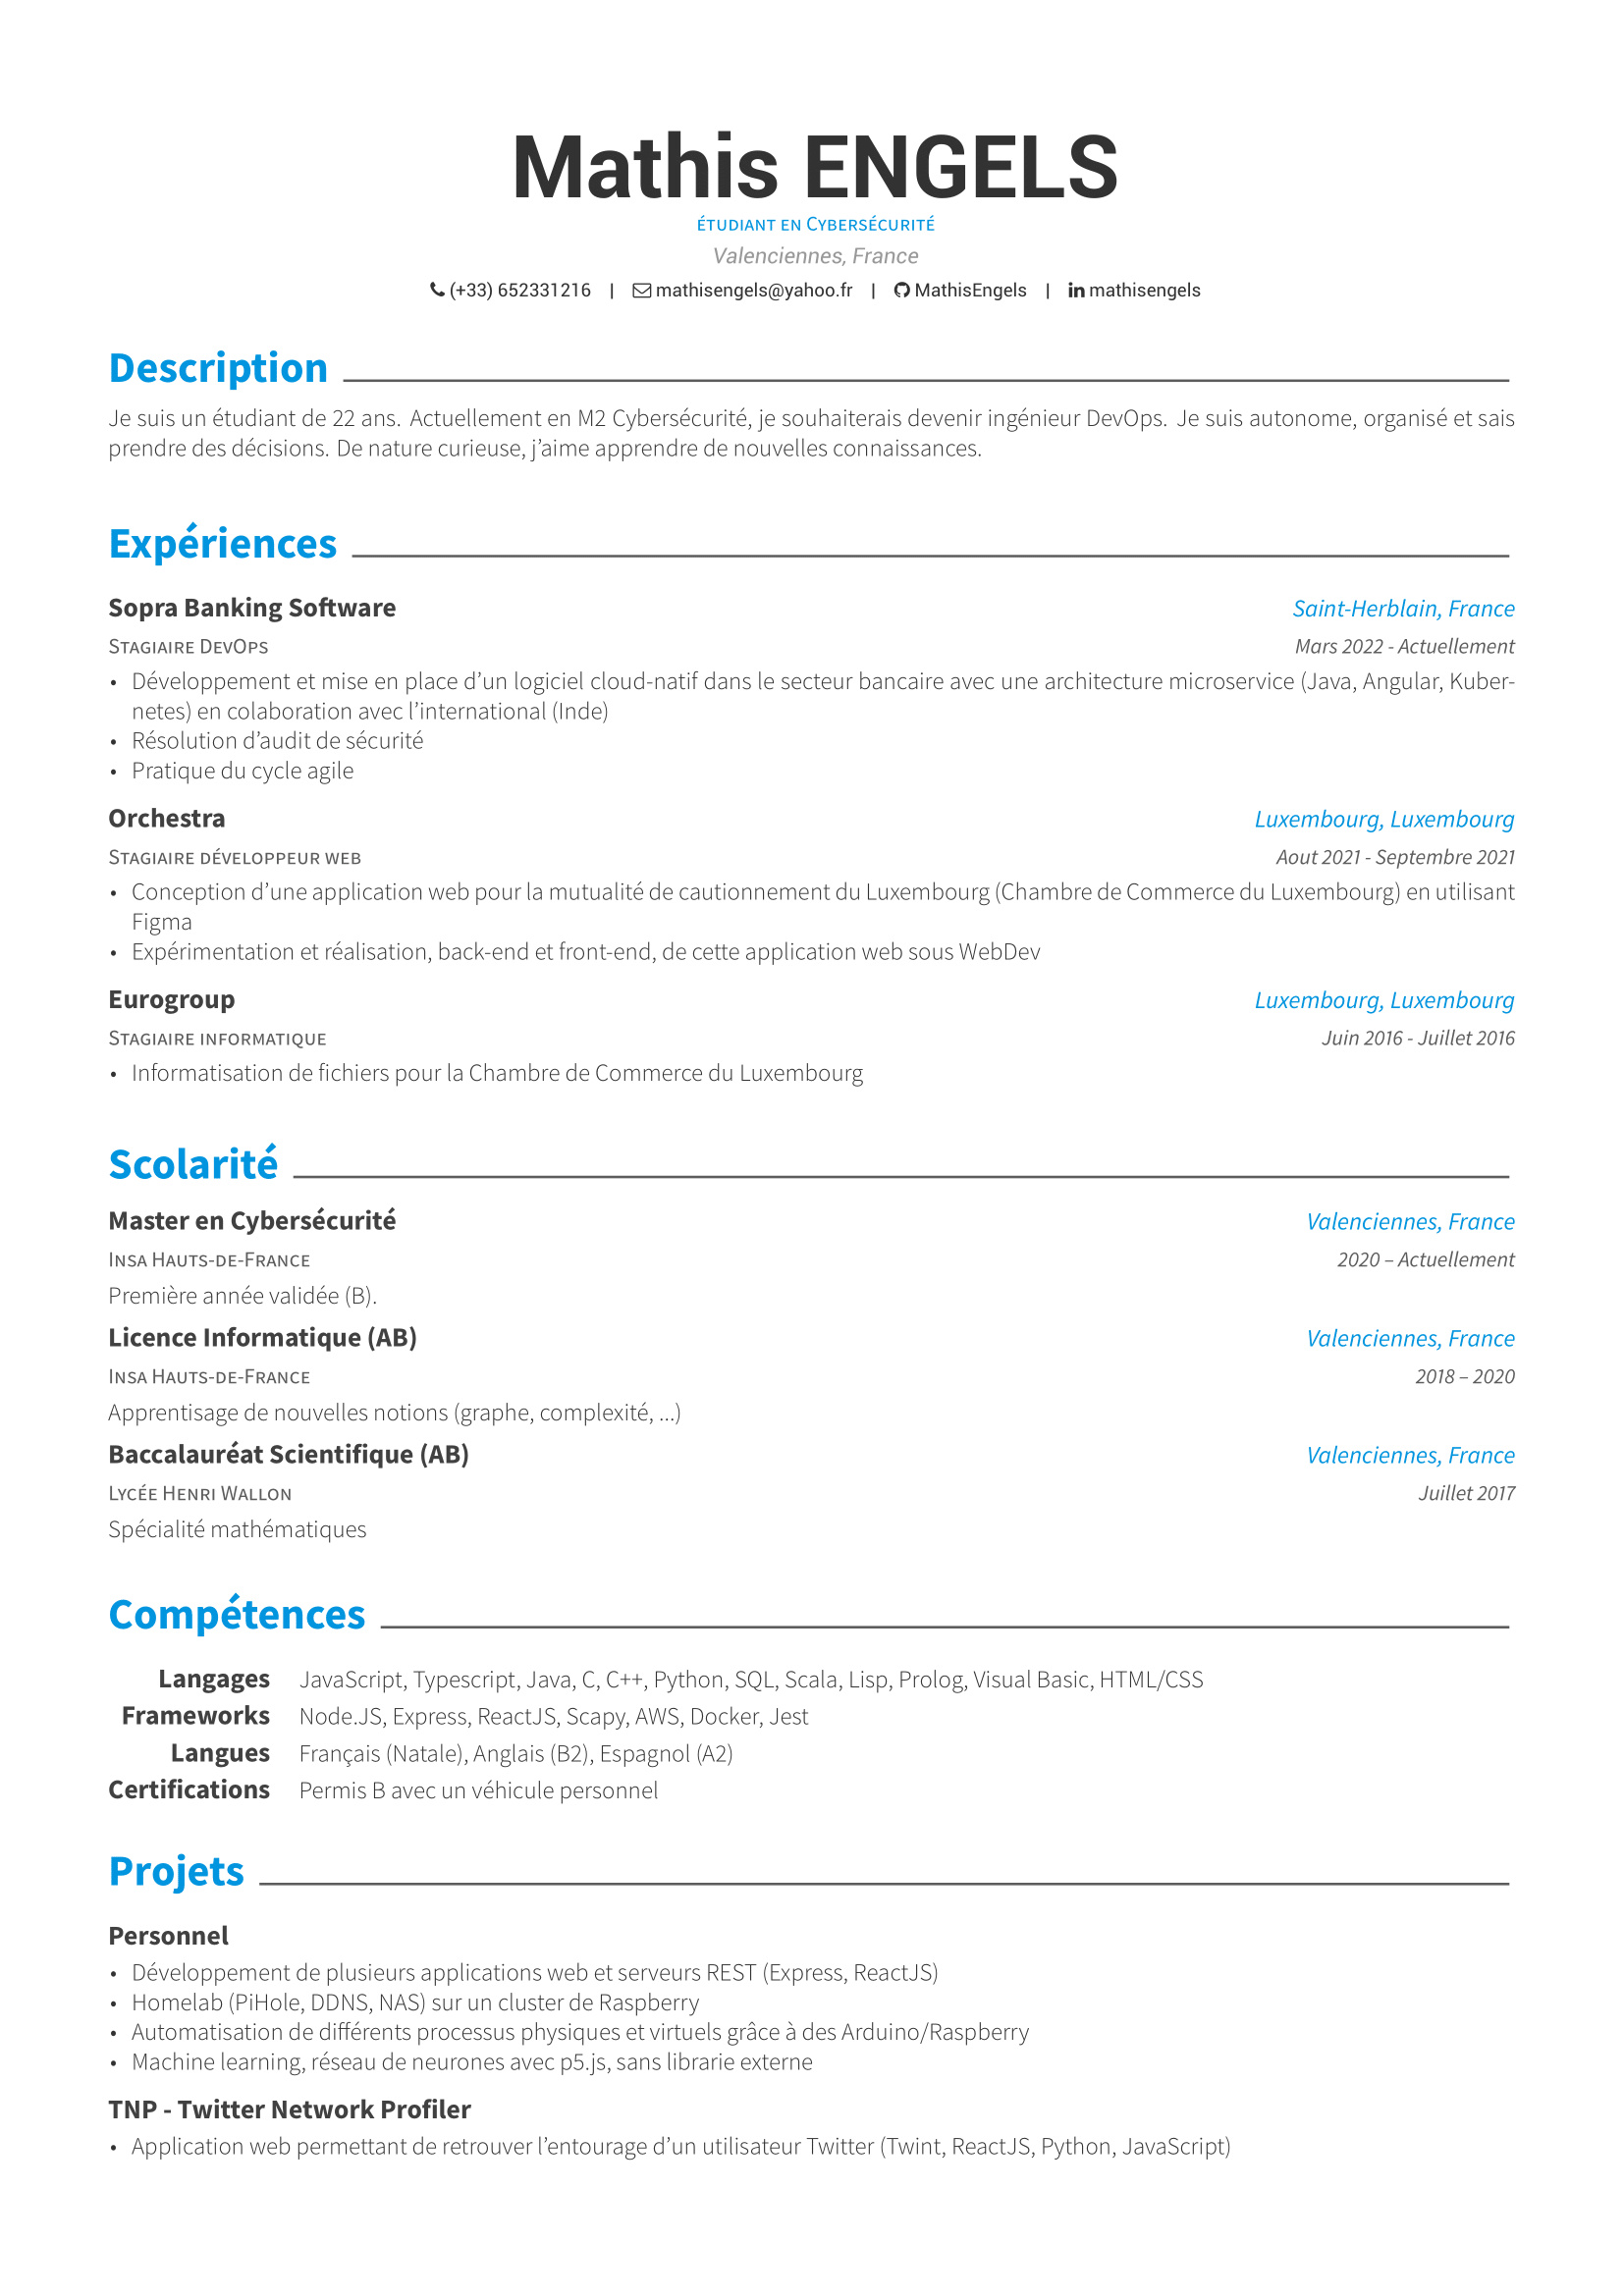 Mathis ENGELS
étudiant en Cybersécurité
Valenciennes, France
(+33) 652331216 | mathisengels@yahoo.fr | MathisEngels | mathisengels
Description
Je suis un étudiant de 22 ans. Actuellement en M2 Cybersécurité, je souhaiterais devenir ingénieur DevOps. Je suis autonome, organisé et sais
prendre des décisions. De nature curieuse, j'aime apprendre de nouvelles connaissances.
Expériences
Sopra Banking Software Saint-Herblain, France
Stagiaire DevOps Mars 2022 - Actuellement
• Développement et mise en place d'un logiciel cloud-natif dans le secteur bancaire avec une architecture microservice (Java, Angular, Kuber-
netes) en colaboration avec l'international (Inde)
• Résolution d'audit de sécurité
• Pratique du cycle agile
Orchestra Luxembourg, Luxembourg
Stagiaire développeur web Aout 2021 - Septembre 2021
• Conception d'une application web pour la mutualité de cautionnement du Luxembourg (Chambre de Commerce du Luxembourg) en utilisant
Figma
• Expérimentation et réalisation, back-end et front-end, de cette application web sous WebDev
Eurogroup Luxembourg, Luxembourg
Stagiaire informatique Juin 2016 - Juillet 2016
• Informatisation de fichiers pour la Chambre de Commerce du Luxembourg
Scolarité
Master en Cybersécurité Valenciennes, France
Insa Hauts-de-France 2020 – Actuellement
Première année validée (B).
Licence Informatique (AB) Valenciennes, France
Insa Hauts-de-France 2018 – 2020
Apprentisage de nouvelles notions (graphe, complexité, ...)
Baccalauréat Scientifique (AB) Valenciennes, France
Lycée Henri Wallon Juillet 2017
Spécialité mathématiques
Compétences
Langages JavaScript, Typescript, Java, C, C++, Python, SQL, Scala, Lisp, Prolog, Visual Basic, HTML/CSS
Frameworks Node.JS, Express, ReactJS, Scapy, AWS, Docker, Jest
Langues Français (Natale), Anglais (B2), Espagnol (A2)
Certifications Permis B avec un véhicule personnel
Projets
Personnel
• Développement de plusieurs applications web et serveurs REST (Express, ReactJS)
• Homelab (PiHole, DDNS, NAS) sur un cluster de Raspberry
• Automatisation de différents processus physiques et virtuels grâce à des Arduino/Raspberry
• Machine learning, réseau de neurones avec p5.js, sans librarie externe
TNP - Twitter Network Profiler
• Application web permettant de retrouver l'entourage d'un utilisateur Twitter (Twint, ReactJS, Python, JavaScript)